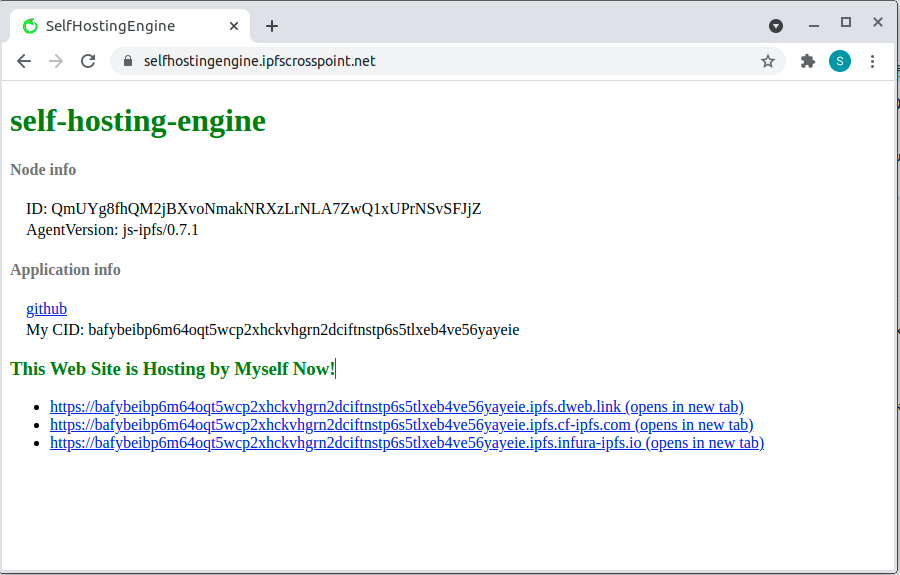 SelfHostingEngine
selfhostingengine.ipfscrosspoint.net
S
self-hosting-engine
Node info
ID: QmUYg8fhQM2jBXvoNmakNRXzLrNLA7ZwQ1xUPrNSvSFJjZ
AgentVersion: js-ipfs/0.7.1
Application info
github
My CID: bafybeibp6m64oqt5wcp2xhckvhgrn2dciftnstp6s5tlxeb4ve56yayeie
This Web Site is Hosting by Myself Now!
https://bafybeibp6m64oqt5wcp2xhckvhgrn2dciftnstp6s5tlxeb4ve56yayeie.ipfs.dweb.link (opens in new tab)
https://bafybeibp6m64oqt5wcp2xhckvhgrn2dciftnstp6s5tlxeb4ve56yayeie.ipfs.cf-ipfs.com (opens in new tab)
https://bafybeibp6m64oqt5wcp2xhckvhgrn2dciftnstp6s5tlxeb4ve56yayeie.ipfs.infura-ipfs.io (opens in new tab)